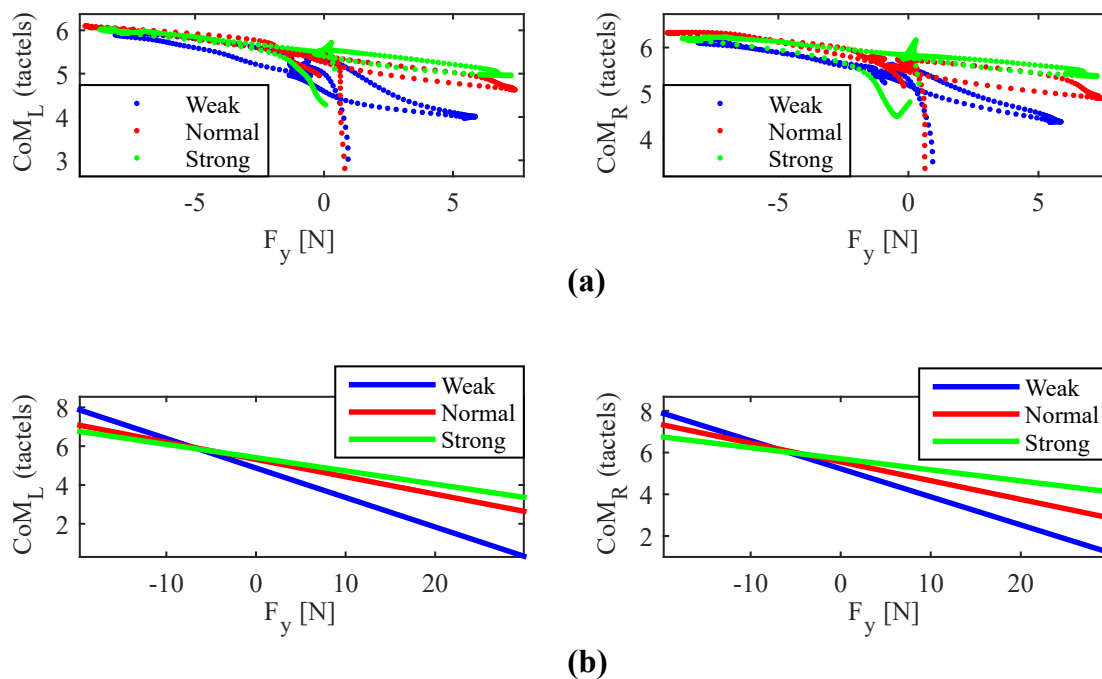 CoM_L (tactels)
6
5
4
3
Weak
Normal
Strong
-5 0 5
F_y [N]
CoM_R (tactels)
6
5
4
Weak
Normal
Strong
-5 0 5
F_y [N]
(a)
CoM_L (tactels)
8
6
4
2
Weak
Normal
Strong
-10 0 10 20
F_y [N]
CoM_R (tactels)
8
6
4
2
Weak
Normal
Strong
-10 0 10 20
F_y [N]
(b)